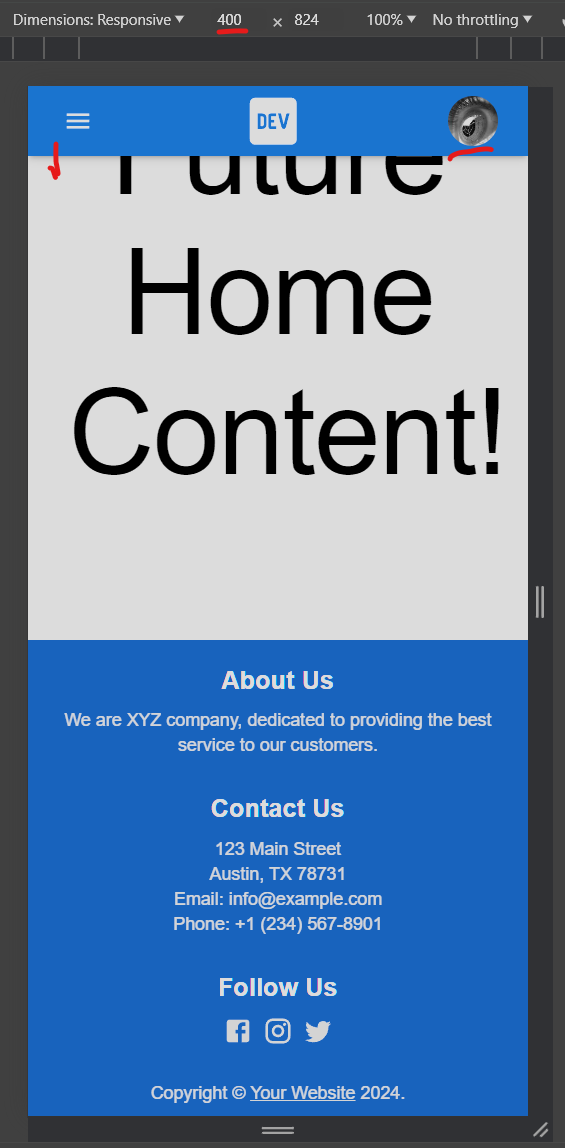 Dimensions: Responsive 400 × 824 100% No throttling
DEV
Future
Home
Content!
About Us
We are XYZ company, dedicated to providing the best
service to our customers.
Contact Us
123 Main Street
Austin, TX 78731
Email: info@example.com
Phone: +1 (234) 567-8901
Follow Us
Copyright © Your Website 2024.